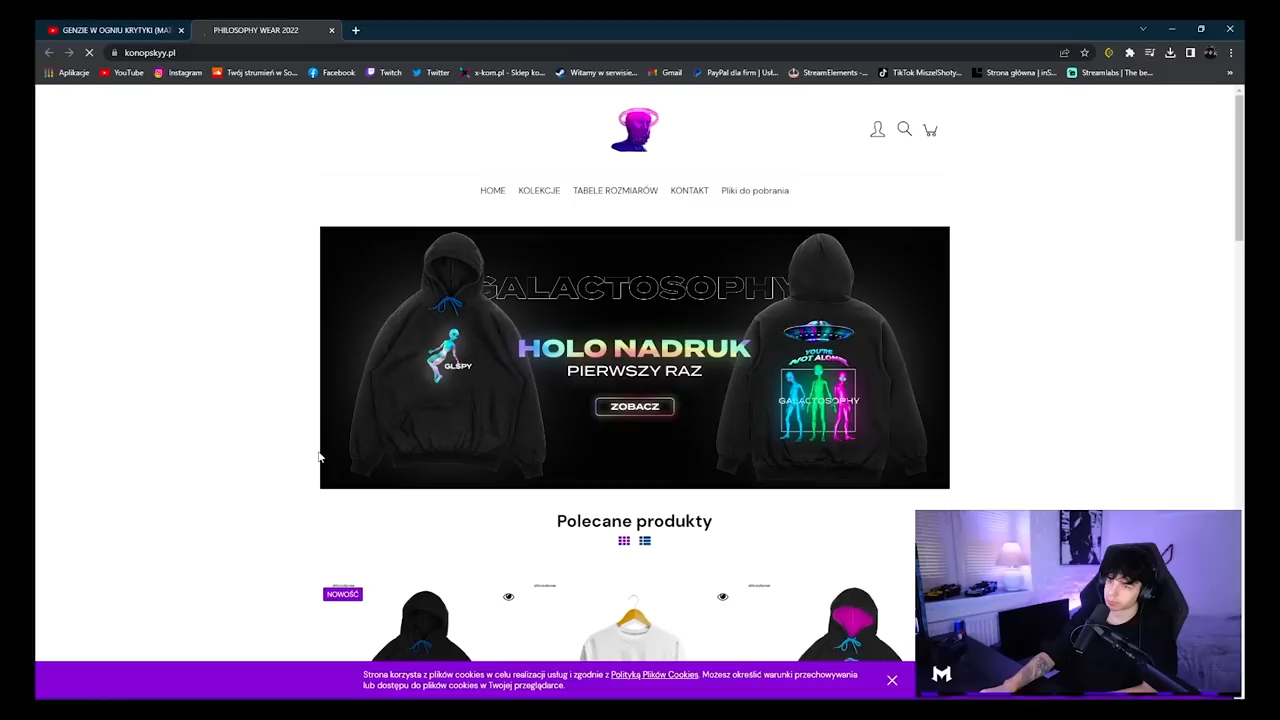 GENZIE W OGNIU KRYTYKI (MAT
PHILOSOPHY WEAR 2022
konopskyy.pl
Aplikacje YouTube Instagram Twój strumień w So... Facebook Twitch Twitter x-kom.pl - Sklep ko... Witamy w serwisie... Gmail PayPal dla firm | Usł... StreamElements -... TikTok MiszelShoty... Strona główna | inS... Streamlabs | The be...
HOME KOLEKCJE TABELE ROZMIARÓW KONTAKT Pliki do pobrania
GALACTOSOPHY
HOLO NADRUK
PIERWSZY RAZ
ZOBACZ
GLSPY
YOU'RE
NOT ALONE
GALACTOSOPHY
Polecane produkty
NOWOŚĆ
Strona korzysta z plików cookies w celu realizacji usług i zgodnie z Polityką Plików Cookies. Możesz określić warunki przechowywania
lub dostępu do plików cookies w Twojej przeglądarce.
M